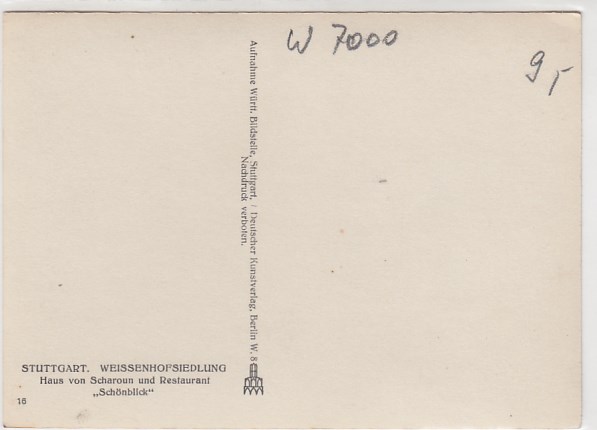 W 7000
9,-
Aufnahme Württ. Bildstelle, Stuttgart. / Deutscher Kunstverlag, Berlin W. 8
Nachdruck verboten.
STUTTGART. WEISSENHOFSIEDLUNG
Haus von Scharoun und Restaurant
„Schönblick“
16